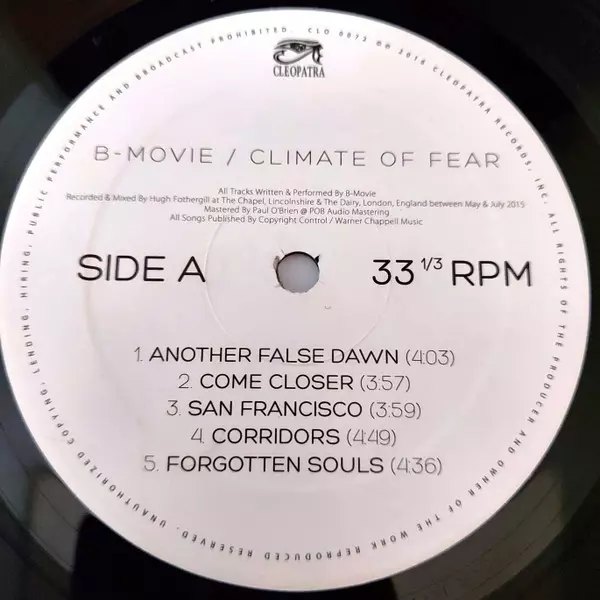 CLEOPATRA
B-MOVIE / CLIMATE OF FEAR
All Tracks Written & Performed By B-Movie
Recorded & Mixed By Hugh Fothergill at The Chapel, Lincolnshire & The Dairy, London, England between May & July 2015
Mastered By Paul O'Brien @ POB Audio Mastering
All Songs Published By Copyright Control / Warner Chappell Music
SIDE A
33 1/3 RPM
1. ANOTHER FALSE DAWN (4:03)
2. COME CLOSER (3:57)
3. SAN FRANCISCO (3:59)
4. CORRIDORS (4:49)
5. FORGOTTEN SOULS (4:36)
CLEOPATRA RECORDS, INC. ALL RIGHTS OF THE PRODUCER AND OWNER OF THE WORK REPRODUCED RESERVED. UNAUTHORIZED COPYING, LENDING, HIRING, PUBLIC PERFORMANCE AND BROADCAST PROHIBITED.